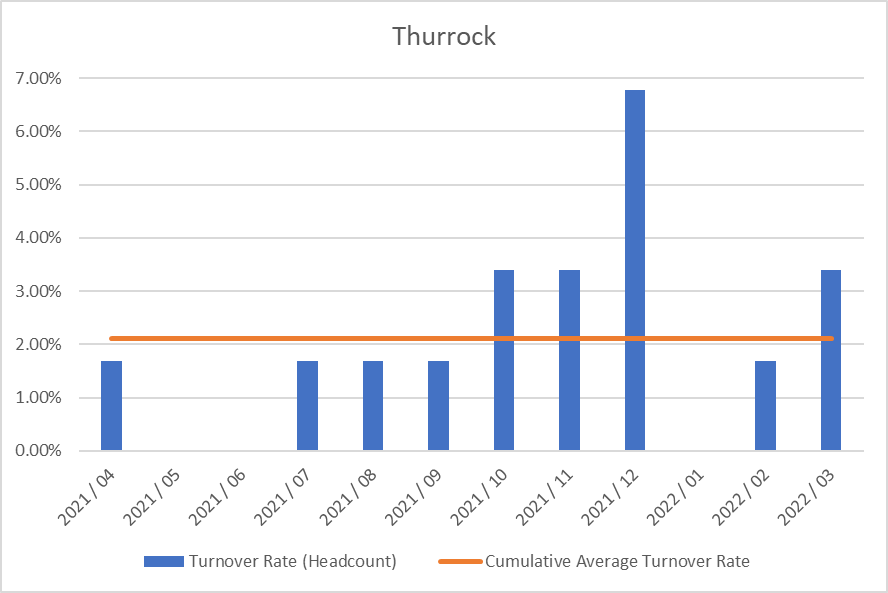 Thurrock
7.00%
6.00%
5.00%
4.00%
3.00%
2.00%
1.00%
0.00%
2021 / 04
2021 / 05
2021 / 06
2021 / 07
2021 / 08
2021 / 09
2021 / 10
2021 / 11
2021 / 12
2022 / 01
2022 / 02
2022 / 03
Turnover Rate (Headcount)
Cumulative Average Turnover Rate